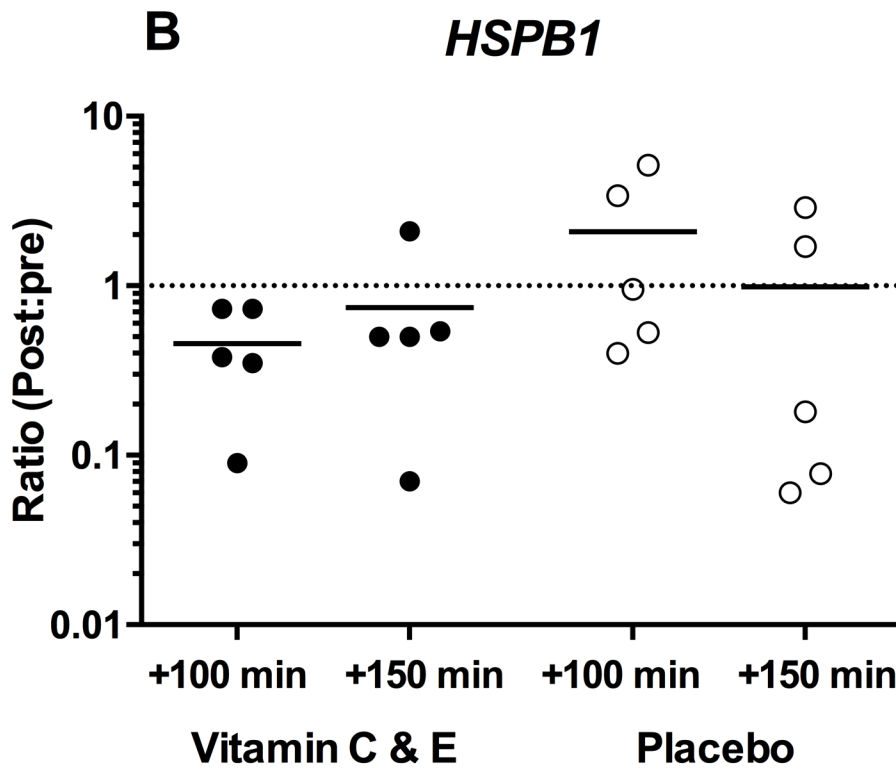 B
HSPB1
10
1
0.1
0.01
Ratio (Post:pre)
+100 min +150 min +100 min +150 min
Vitamin C & E Placebo